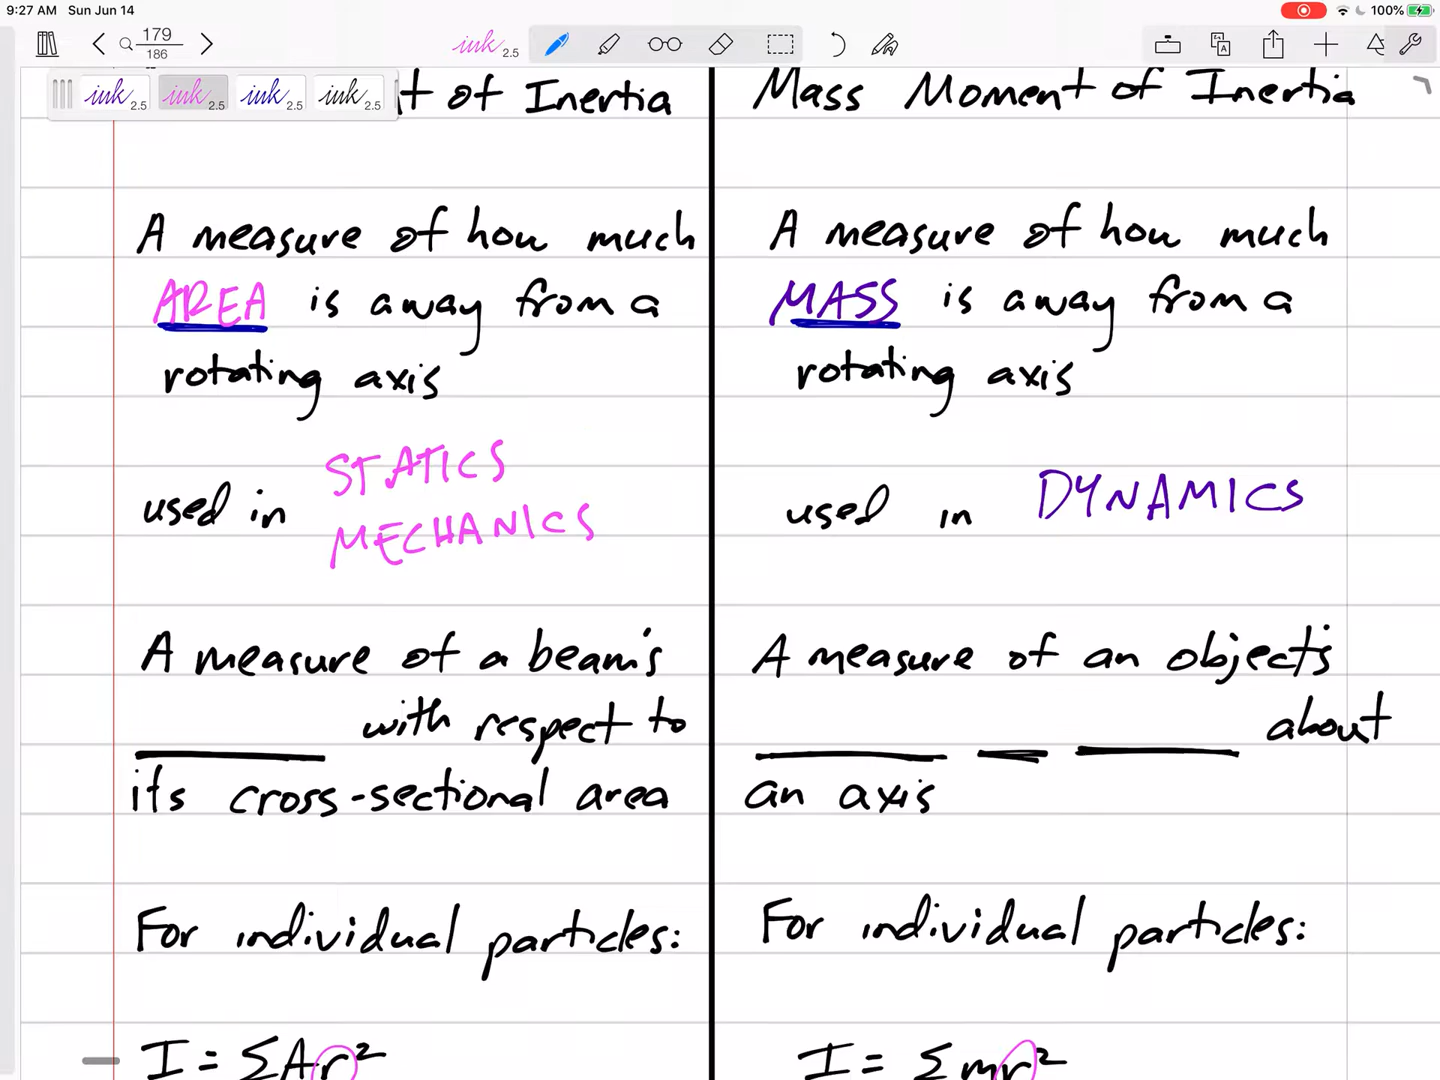 9:27 AM Sun Jun 14
100%
179
186
ink 2.5
ink 2.5
ink 2.5
ink 2.5
ink 2.5
t of Inertia
A measure of how much
AREA is away from a
rotating axis
used in STATICS
MECHANICS
A measure of a beam's
with respect to
its cross-sectional area
For individual particles:
I = ΣAr²
Mass Moment of Inertia
A measure of how much
MASS is away from a
rotating axis
used in DYNAMICS
A measure of an object's
about
an axis
For individual particles:
I = Σmr²